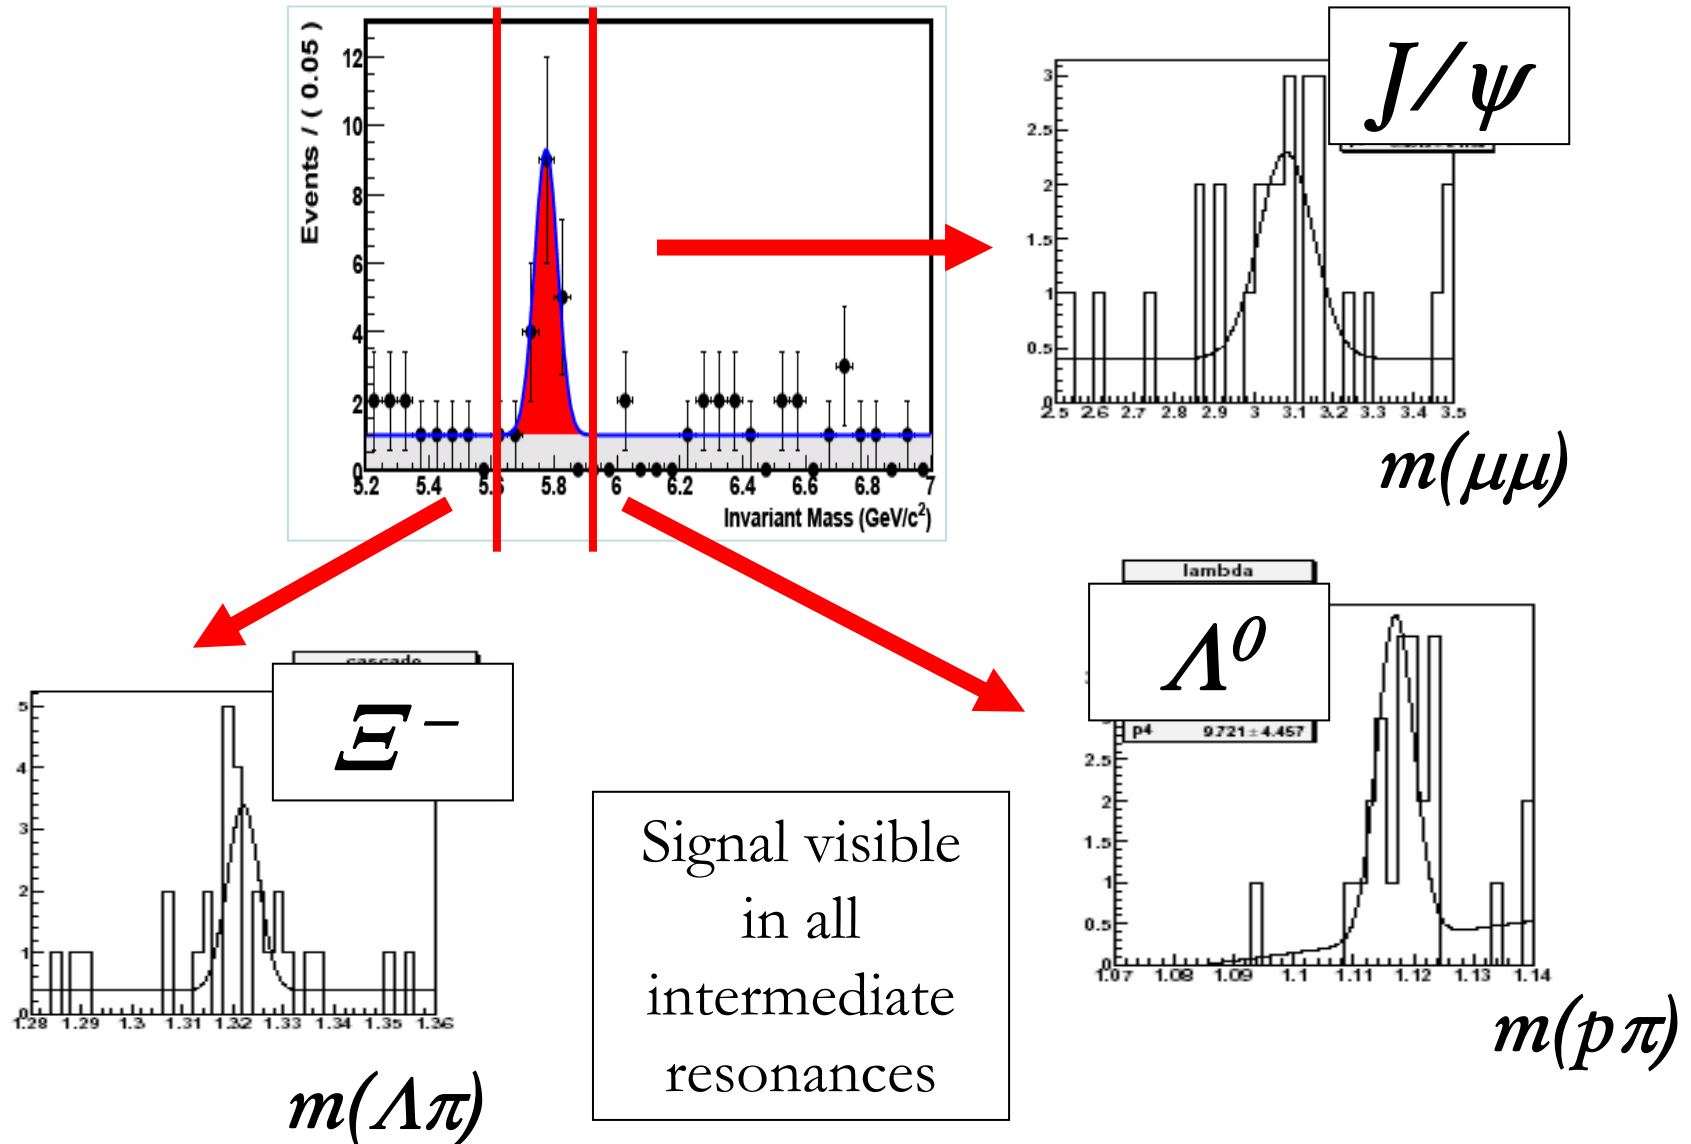 Events / ( 0.05 )
12
10
8
6
4
2
0
5.2 5.4 5.6 5.8 6 6.2 6.4 6.6 6.8 7
Invariant Mass (GeV/c²)
J/ψ
3
2.5
2
1.5
1
0.5
0
2.5 2.6 2.7 2.8 2.9 3 3.1 3.2 3.3 3.4 3.5
m(μμ)
cascade
Ξ⁻
5
4
3
2
1
0
1.28 1.29 1.3 1.31 1.32 1.33 1.34 1.35 1.36
m(Λπ)
Signal visible
in all
intermediate
resonances
lambda
Λ⁰
p4 9.721 ± 4.457
2.5
2
1.5
1
0.5
0
1.07 1.08 1.09 1.1 1.11 1.12 1.13 1.14
m(pπ)